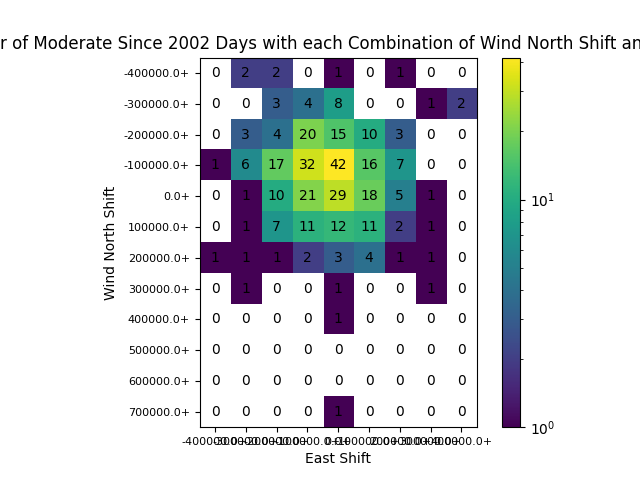 r of Moderate Since 2002 Days with each Combination of Wind North Shift an
-400000.0+ 0 2 2 0 1 0 1 0 0
-300000.0+ 0 0 3 4 8 0 0 1 2
-200000.0+ 0 3 4 20 15 10 3 0 0
-100000.0+ 1 6 17 32 42 16 7 0 0
0.0+ 0 1 10 21 29 18 5 1 0
100000.0+ 0 1 7 11 12 11 2 1 0
200000.0+ 1 1 1 2 3 4 1 1 0
300000.0+ 0 1 0 0 1 0 0 1 0
400000.0+ 0 0 0 0 1 0 0 0 0
500000.0+ 0 0 0 0 0 0 0 0 0
600000.0+ 0 0 0 0 0 0 0 0 0
700000.0+ 0 0 0 0 1 0 0 0 0
Wind North Shift
East Shift
10¹
10⁰